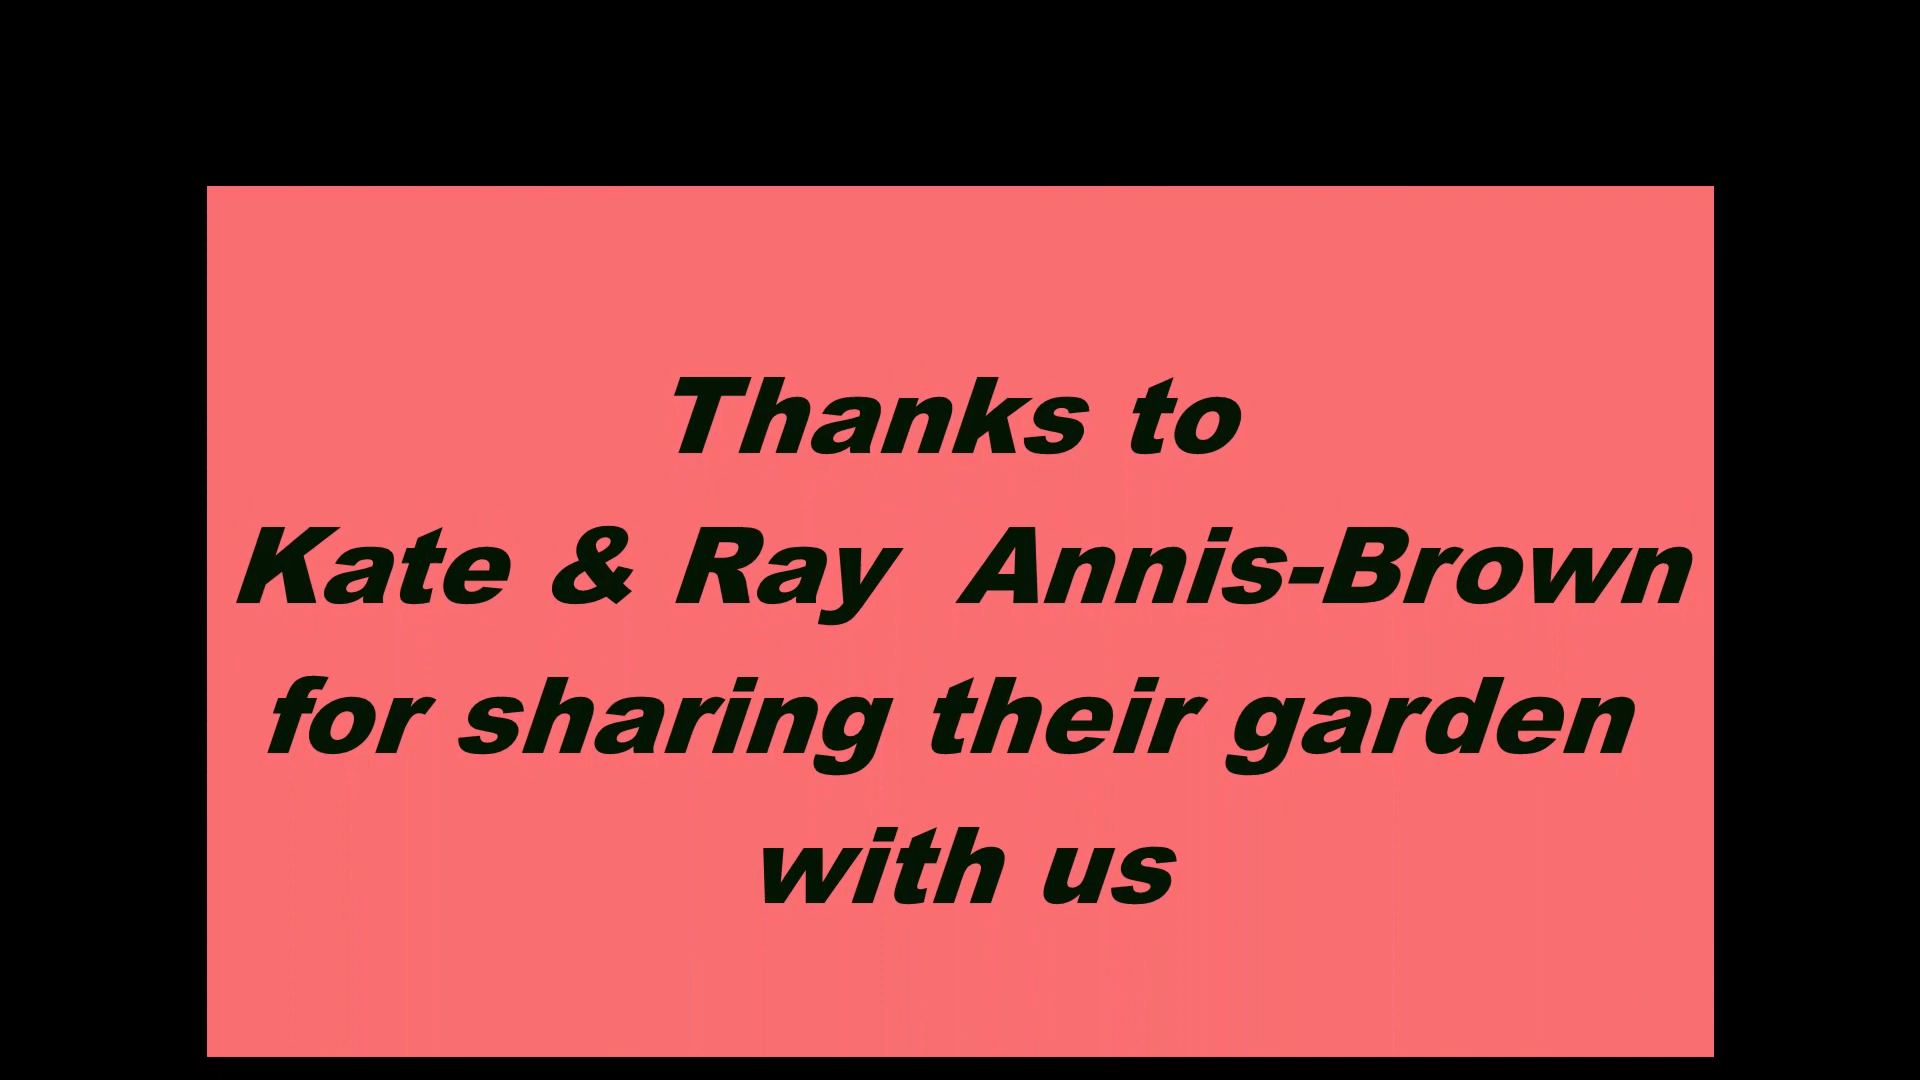 Thanks to
Kate & Ray  Annis-Brown
for sharing their garden
with us